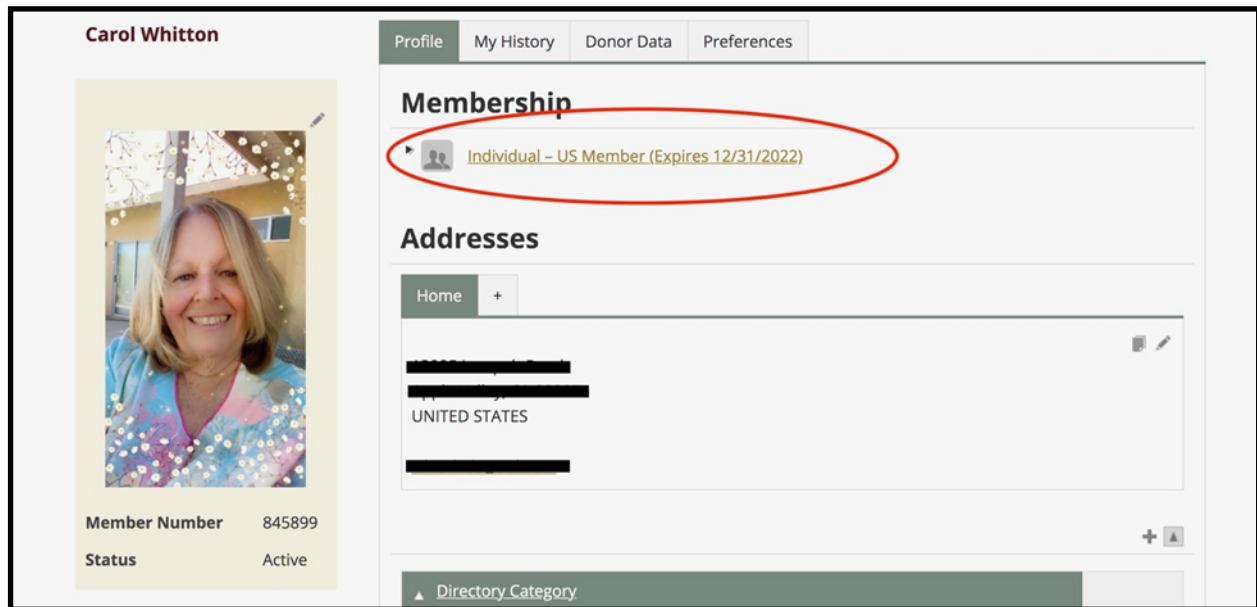 Carol Whitton
Profile My History Donor Data Preferences
Membership
Individual – US Member (Expires 12/31/2022)
Addresses
Home +
UNITED STATES
Member Number 845899
Status Active
Directory Category